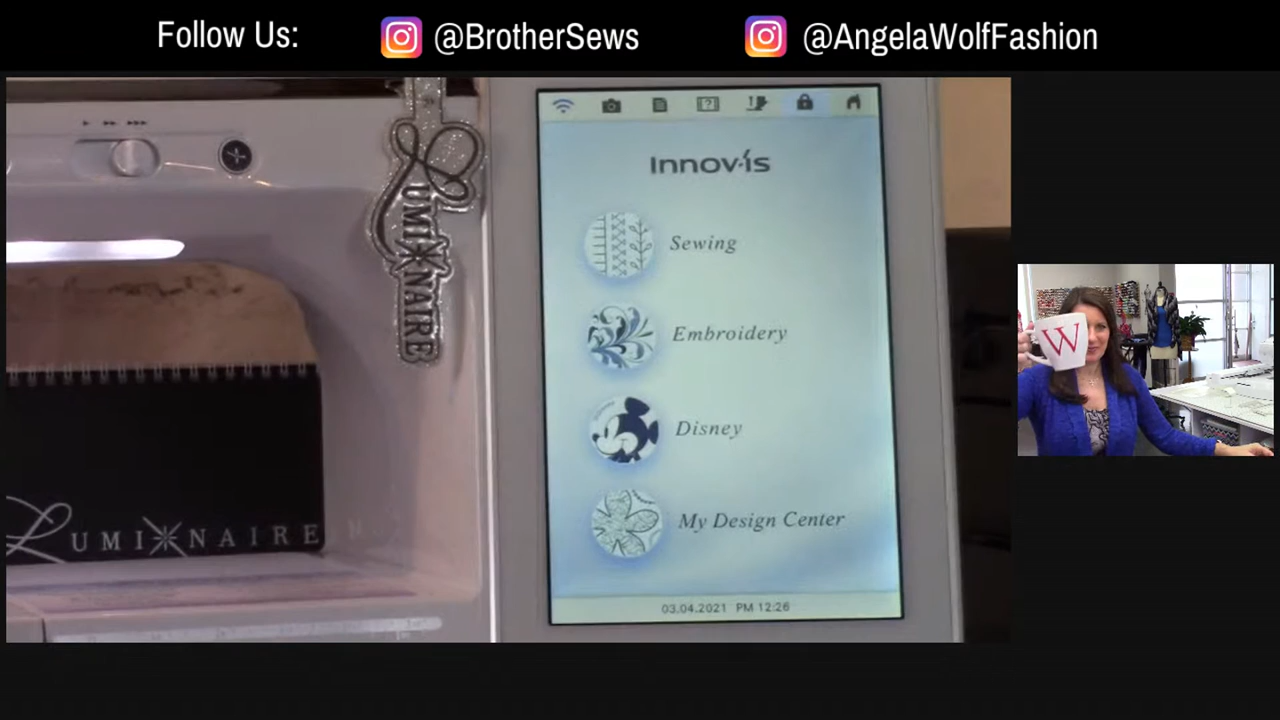 Follow Us:
@BrotherSews
@AngelaWolfFashion
LUMINAIRE
INNOV-ÍS
Sewing
Embroidery
Disney
My Design Center
03.04.2021 PM 12:26
LUMINAIRE
W